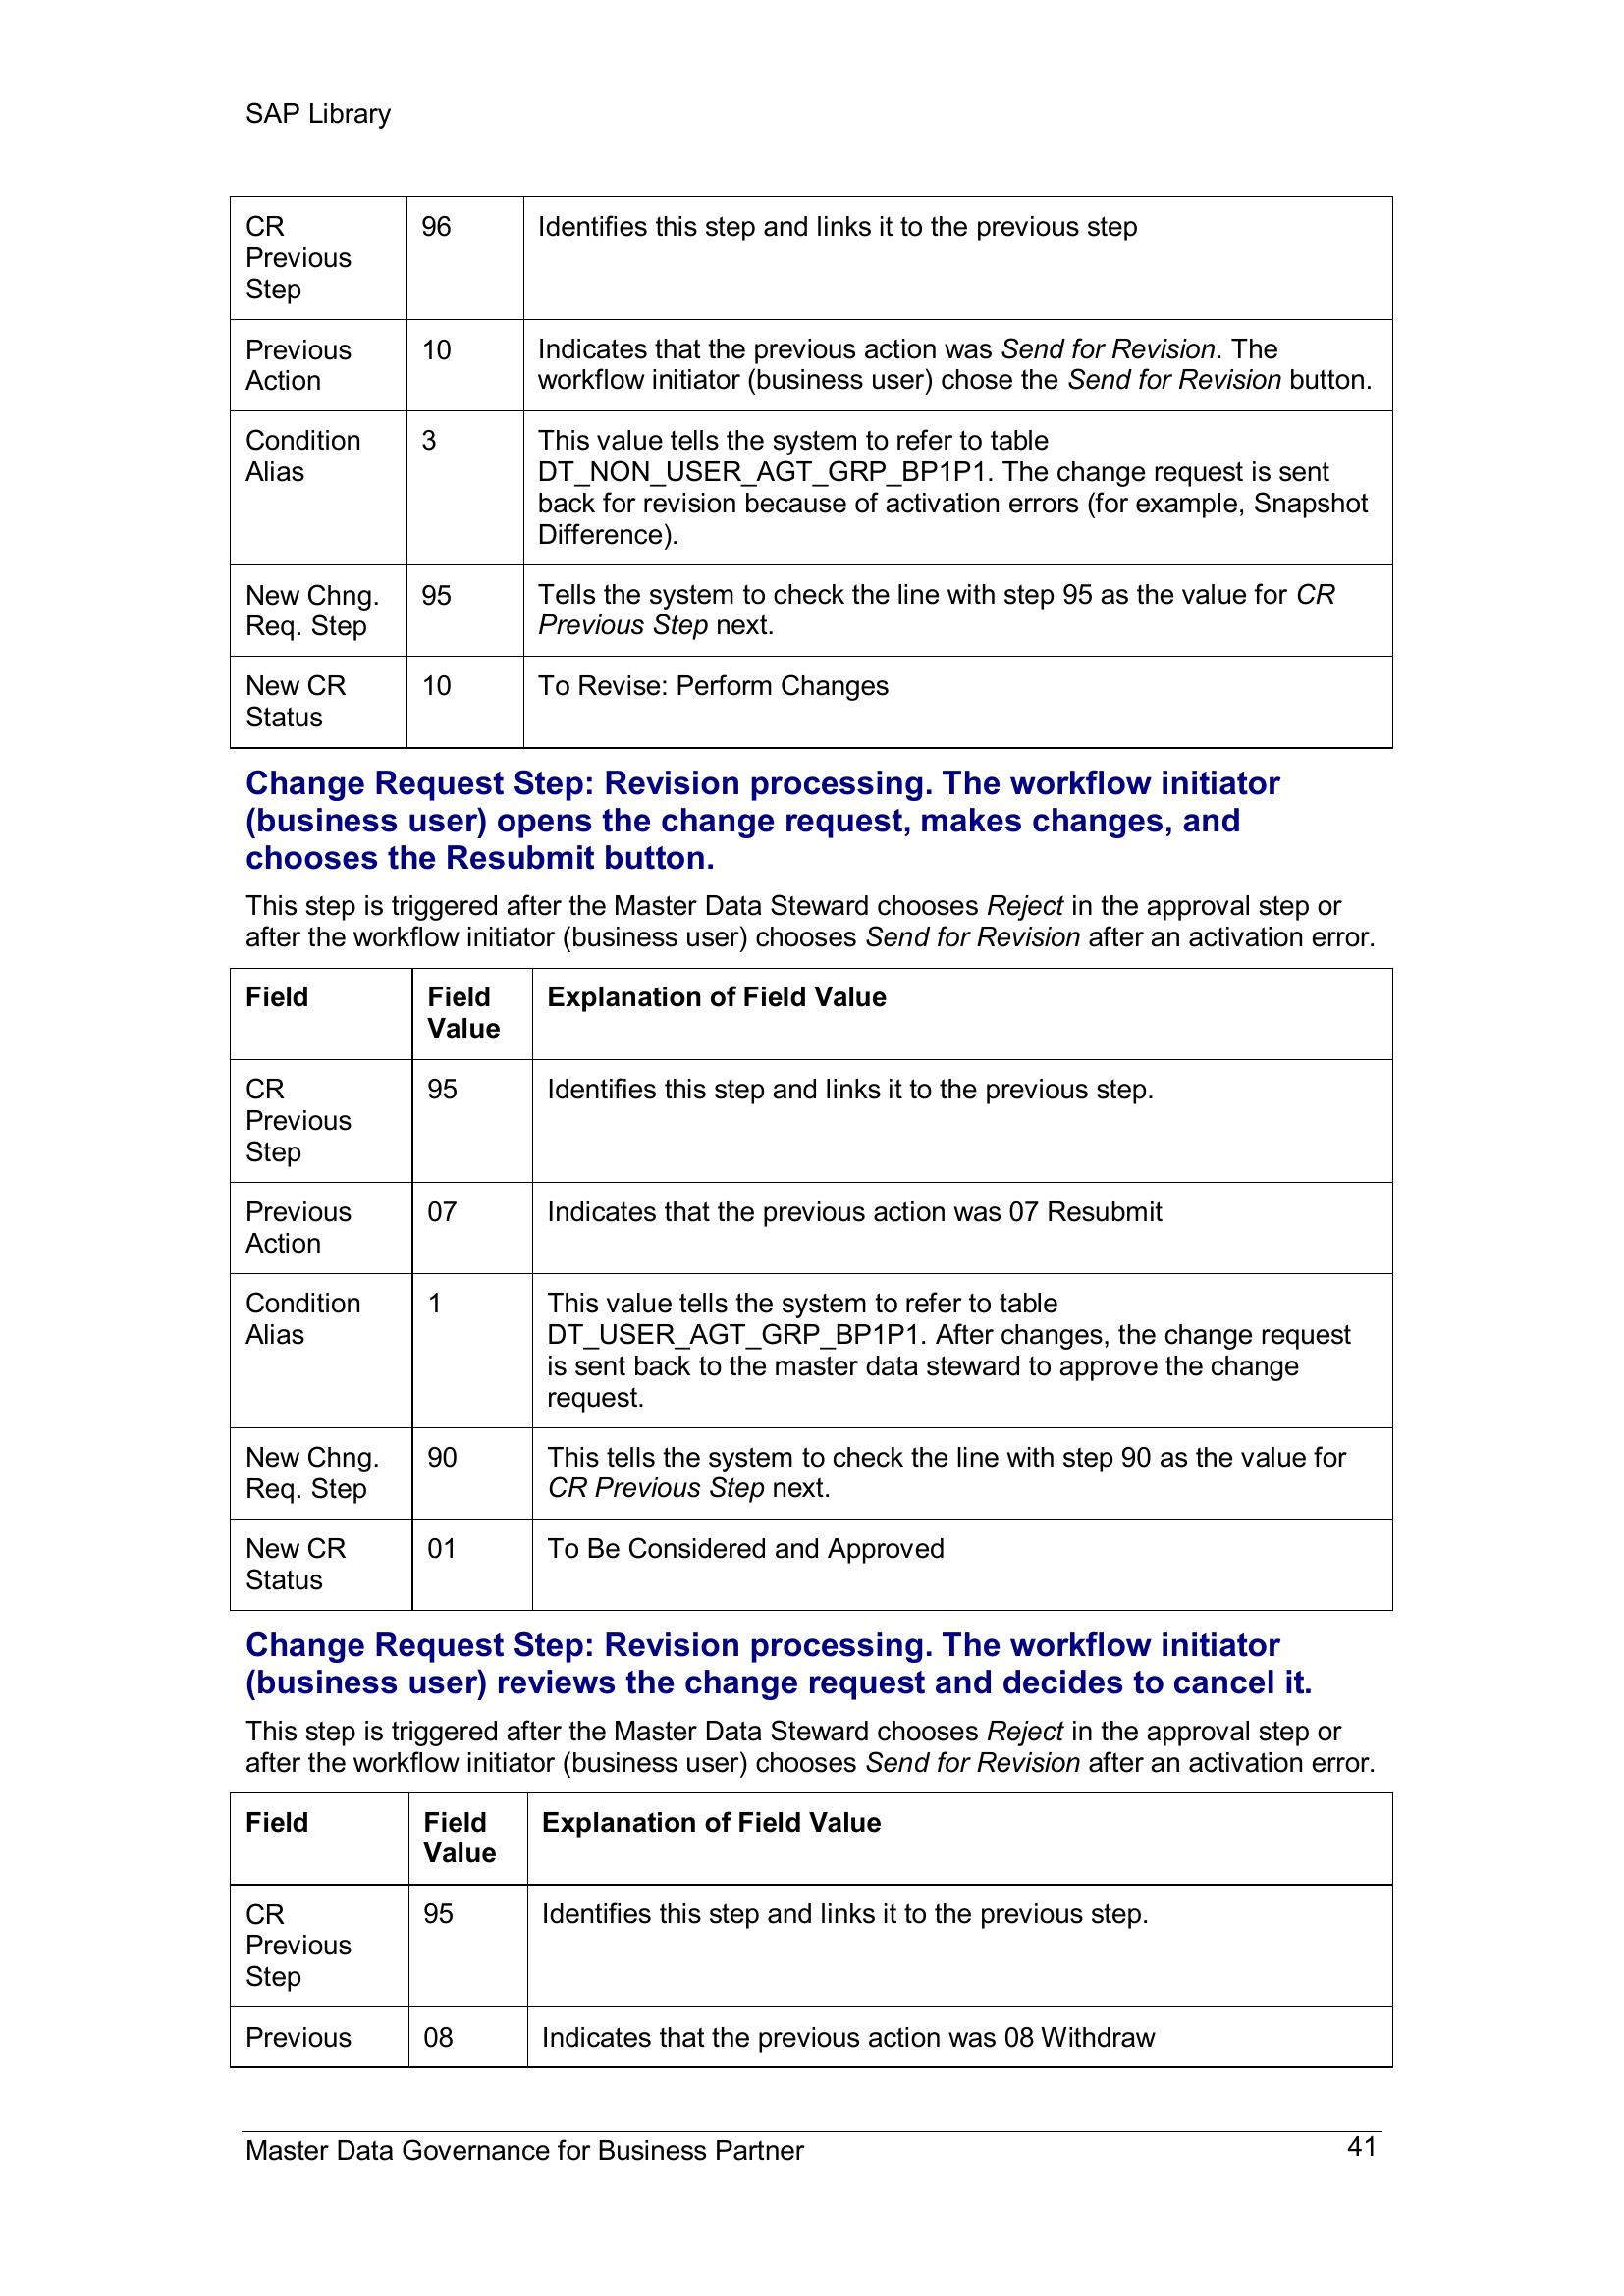 SAP Library
CR
Previous
Step
96
Identifies this step and links it to the previous step
Previous
Action
10
Indicates that the previous action was Send for Revision. The
workflow initiator (business user) chose the Send for Revision button.
Condition
Alias
3
This value tells the system to refer to table
DT_NON_USER_AGT_GRP_BP1P1. The change request is sent
back for revision because of activation errors (for example, Snapshot
Difference).
New Chng.
Req. Step
95
Tells the system to check the line with step 95 as the value for CR
Previous Step next.
New CR
Status
10
To Revise: Perform Changes
Change Request Step: Revision processing. The workflow initiator
(business user) opens the change request, makes changes, and
chooses the Resubmit button.
This step is triggered after the Master Data Steward chooses Reject in the approval step or
after the workflow initiator (business user) chooses Send for Revision after an activation error.
Field
Field
Value
Explanation of Field Value
CR
Previous
Step
95
Identifies this step and links it to the previous step.
Previous
Action
07
Indicates that the previous action was 07 Resubmit
Condition
Alias
1
This value tells the system to refer to table
DT_USER_AGT_GRP_BP1P1. After changes, the change request
is sent back to the master data steward to approve the change
request.
New Chng.
Req. Step
90
This tells the system to check the line with step 90 as the value for
CR Previous Step next.
New CR
Status
01
To Be Considered and Approved
Change Request Step: Revision processing. The workflow initiator
(business user) reviews the change request and decides to cancel it.
This step is triggered after the Master Data Steward chooses Reject in the approval step or
after the workflow initiator (business user) chooses Send for Revision after an activation error.
Field
Field
Value
Explanation of Field Value
CR
Previous
Step
95
Identifies this step and links it to the previous step.
Previous
08
Indicates that the previous action was 08 Withdraw
Master Data Governance for Business Partner
41